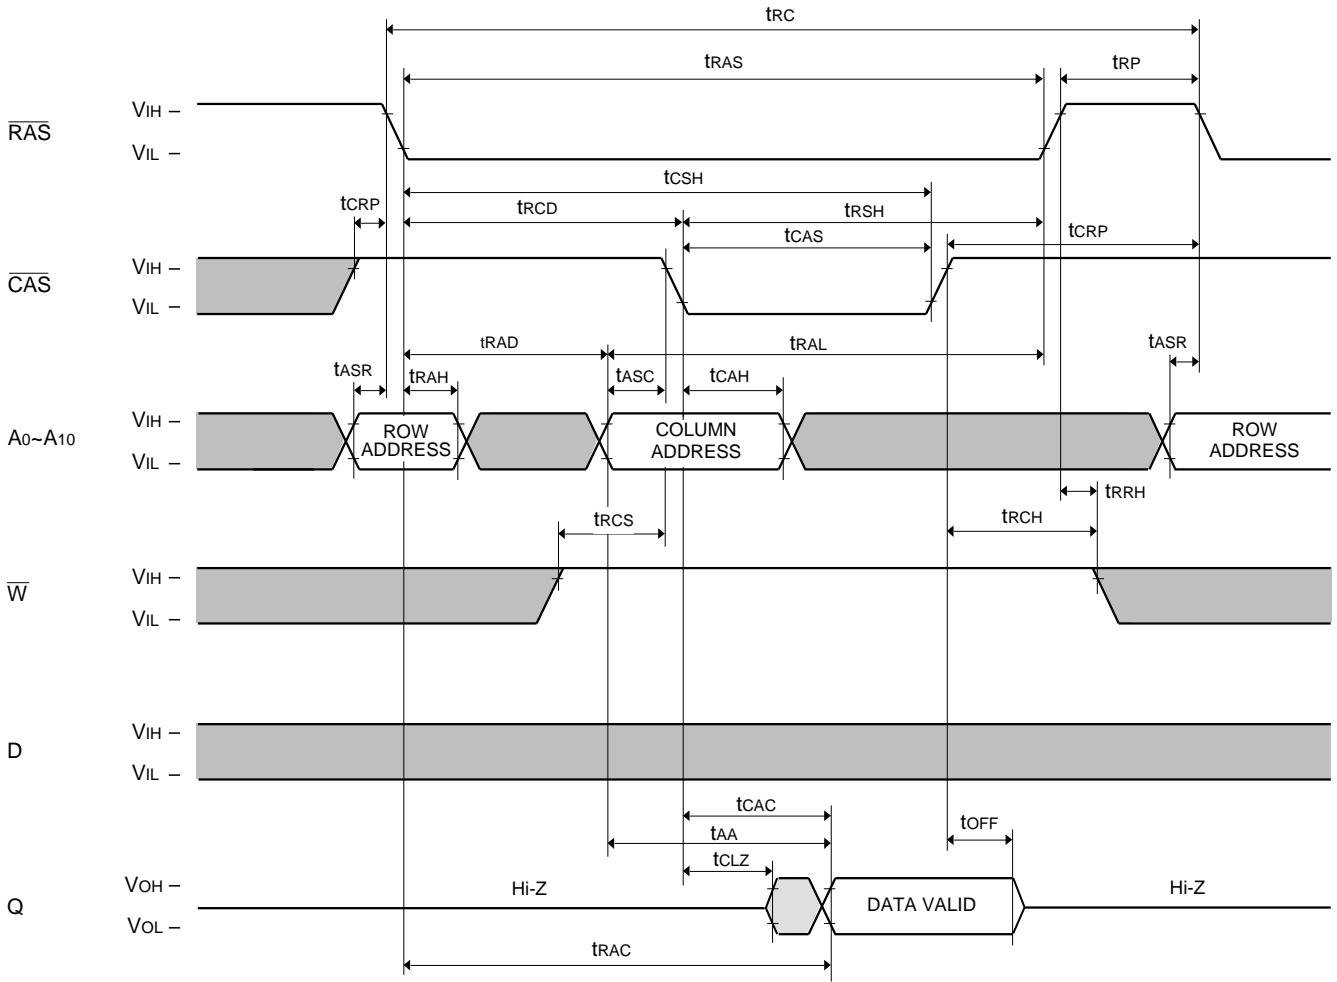 tRC
tRAS
tRP
RAS
VIH –
VIL –
tCSH
tCRP
tRCD
tRSH
tCAS
tCRP
CAS
VIH –
VIL –
tRAD
tRAL
tASR
tASR
tRAH
tASC
tCAH
A0~A10
VIH –
VIL –
ROW ADDRESS
COLUMN ADDRESS
ROW ADDRESS
tRRH
tRCS
tRCH
W
VIH –
VIL –
D
VIH –
VIL –
tCAC
tAA
tOFF
tCLZ
Q
VOH –
VOL –
Hi-Z
DATA VALID
Hi-Z
tRAC